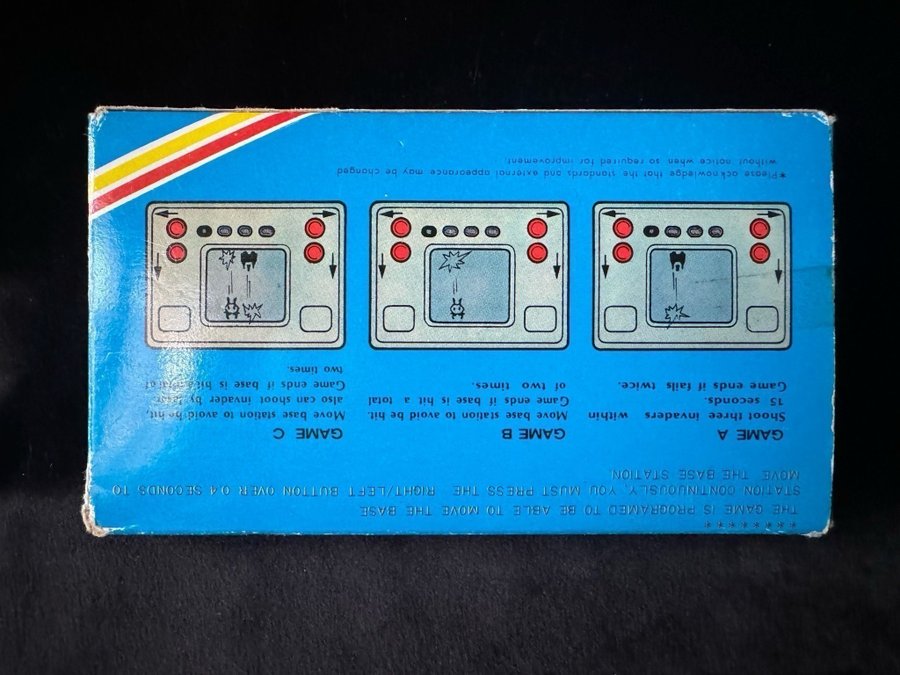 * * * * * * * * *
THE GAME IS PROGRAMED TO BE ABLE TO MOVE THE BASE
STATION CONTINUOUSLY, YOU MUST PRESS THE RIGHT/LEFT BUTTON OVER 0.4 SECONDS TO
MOVE THE BASE STATION
GAME A
Shoot three invaders within
15 seconds.
Game ends if fails twice.
GAME B
Move base station to avoid be hit.
Game ends if base is hit a total
of two times.
GAME C
Move base station to avoid be hit,
also can shoot invader by laser.
Game ends if base is hit a total of
two times.
*Please acknowledge that the standards and external appearance may be changed
without notice when so required for improvement.